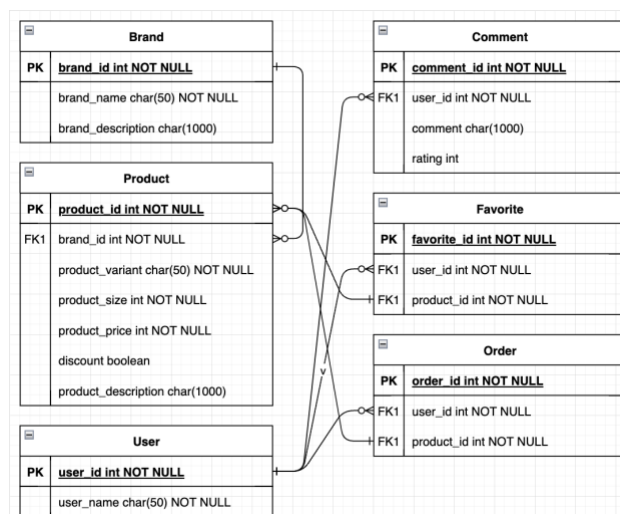 Brand
PK brand_id int NOT NULL
brand_name char(50) NOT NULL
brand_description char(1000)
Product
PK product_id int NOT NULL
FK1 brand_id int NOT NULL
product_variant char(50) NOT NULL
product_size int NOT NULL
product_price int NOT NULL
discount boolean
product_description char(1000)
User
PK user_id int NOT NULL
user_name char(50) NOT NULL
Comment
PK comment_id int NOT NULL
FK1 user_id int NOT NULL
comment char(1000)
rating int
Favorite
PK favorite_id int NOT NULL
FK1 user_id int NOT NULL
FK1 product_id int NOT NULL
Order
PK order_id int NOT NULL
FK1 user_id int NOT NULL
FK1 product_id int NOT NULL
v